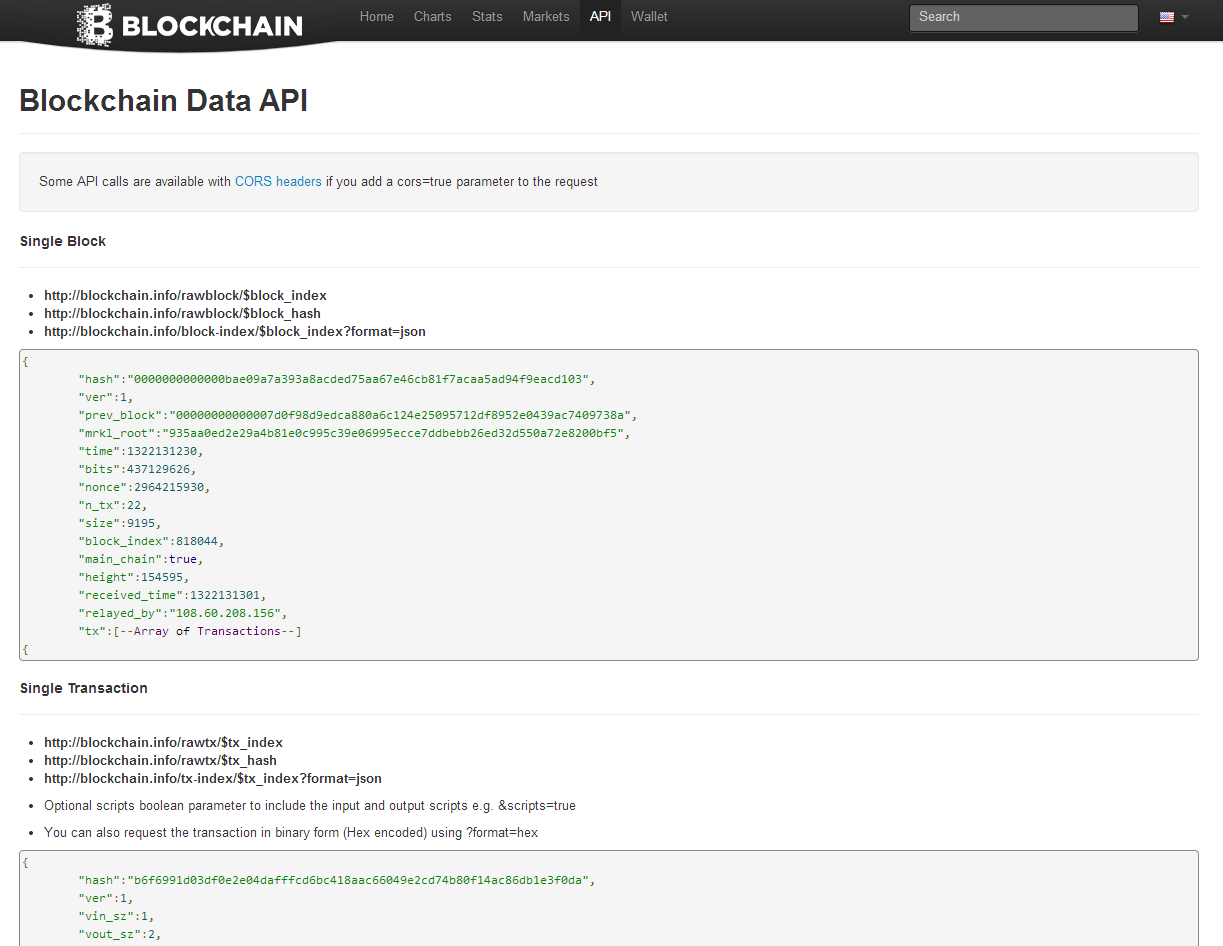 BLOCKCHAIN Home Charts Stats Markets API Wallet Search
Blockchain Data API
Some API calls are available with CORS headers if you add a cors=true parameter to the request
Single Block
http://blockchain.info/rawblock/$block_index
http://blockchain.info/rawblock/$block_hash
http://blockchain.info/block-index/$block_index?format=json
{
"hash":"0000000000000bae09a7a393a8acded75aa67e46cb81f7acaa5ad94f9eacd103",
"ver":1,
"prev_block":"00000000000007d0f98d9edca880a6c124e25095712df8952e0439ac7409738a",
"mrkl_root":"935aa0ed2e29a4b81e0c995c39e06995ecce7ddbebb26ed32d550a72e8200bf5",
"time":1322131230,
"bits":437129626,
"nonce":2964215930,
"n_tx":22,
"size":9195,
"block_index":818044,
"main_chain":true,
"height":154595,
"received_time":1322131301,
"relayed_by":"108.60.208.156",
"tx":[--Array of Transactions--]
{
Single Transaction
http://blockchain.info/rawtx/$tx_index
http://blockchain.info/rawtx/$tx_hash
http://blockchain.info/tx-index/$tx_index?format=json
Optional scripts boolean parameter to include the input and output scripts e.g. &scripts=true
You can also request the transaction in binary form (Hex encoded) using ?format=hex
{
"hash":"b6f6991d03df0e2e04dafffcd6bc418aac66049e2cd74b80f14ac86db1e3f0da",
"ver":1,
"vin_sz":1,
"vout_sz":2,